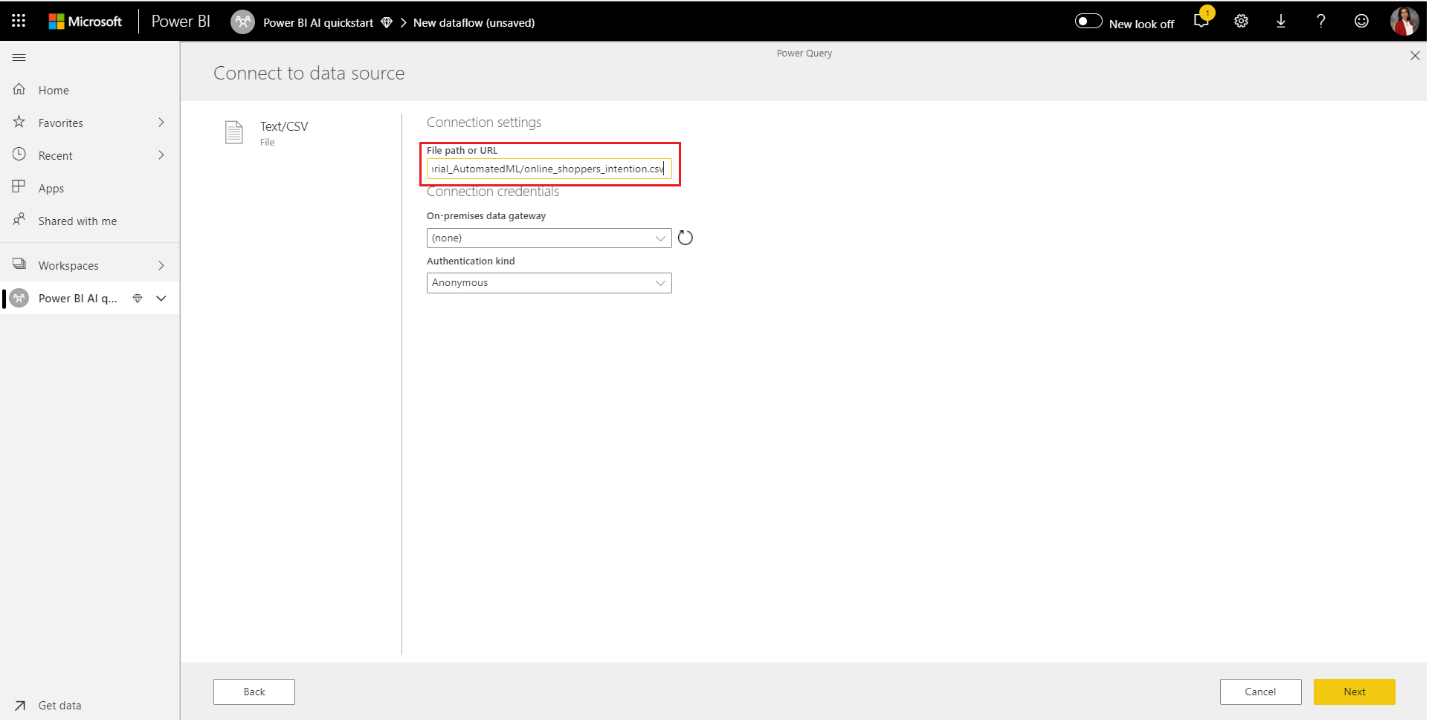 Microsoft Power BI Power BI AI quickstart > New dataflow (unsaved) New look off 1
Power Query
Connect to data source
Home
Favorites
Recent
Apps
Shared with me
Workspaces
Power BI AI q...
Get data
Text/CSV
File
Connection settings
File path or URL
rial_AutomatedML/online_shoppers_intention.csv
Connection credentials
On-premises data gateway
(none)
Authentication kind
Anonymous
Back
Cancel
Next